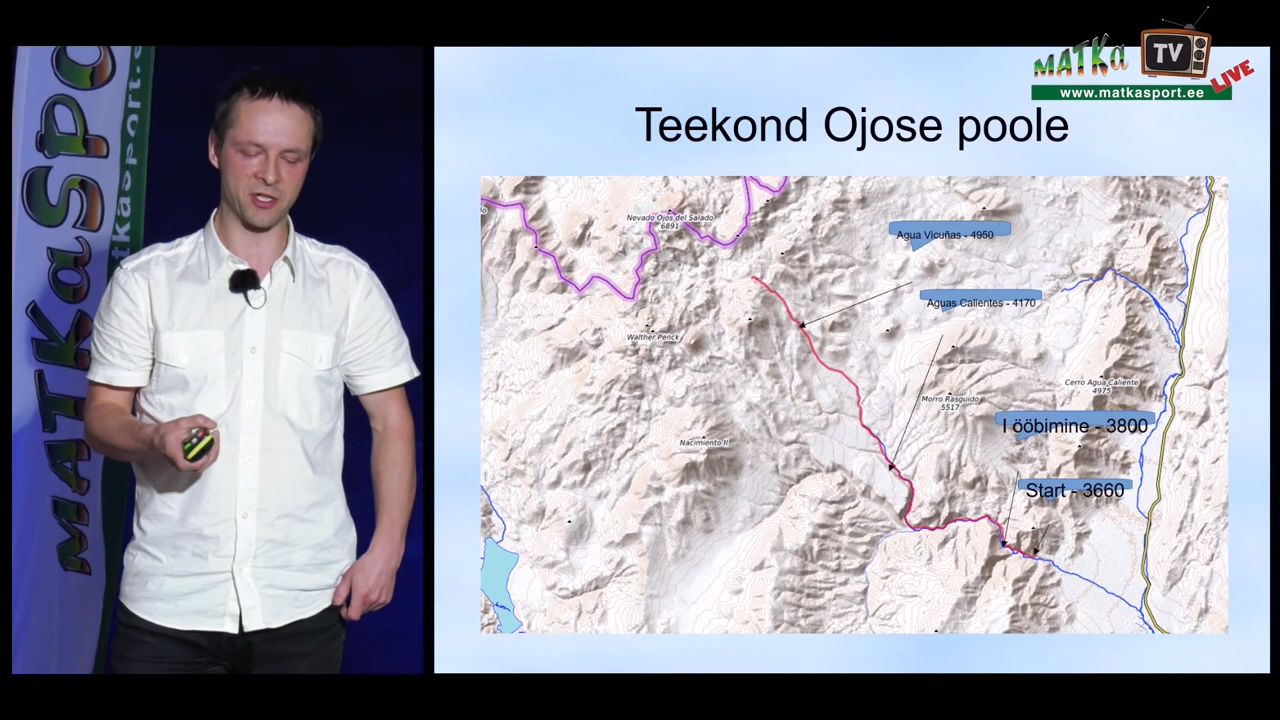 MATKaSpo
tkasport.e
MATKa
TV
LIVE
www.matkasport.ee
Teekond Ojose poole
Nevado Ojos del Salado
6891
Agua Vicuñas - 4950
Aguas Calientes - 4170
Walther Penck
Cerro Agua Caliente
4975
Morro Rasguido
5517
I ööbimine - 3800
Nacimiento II
Start - 3660